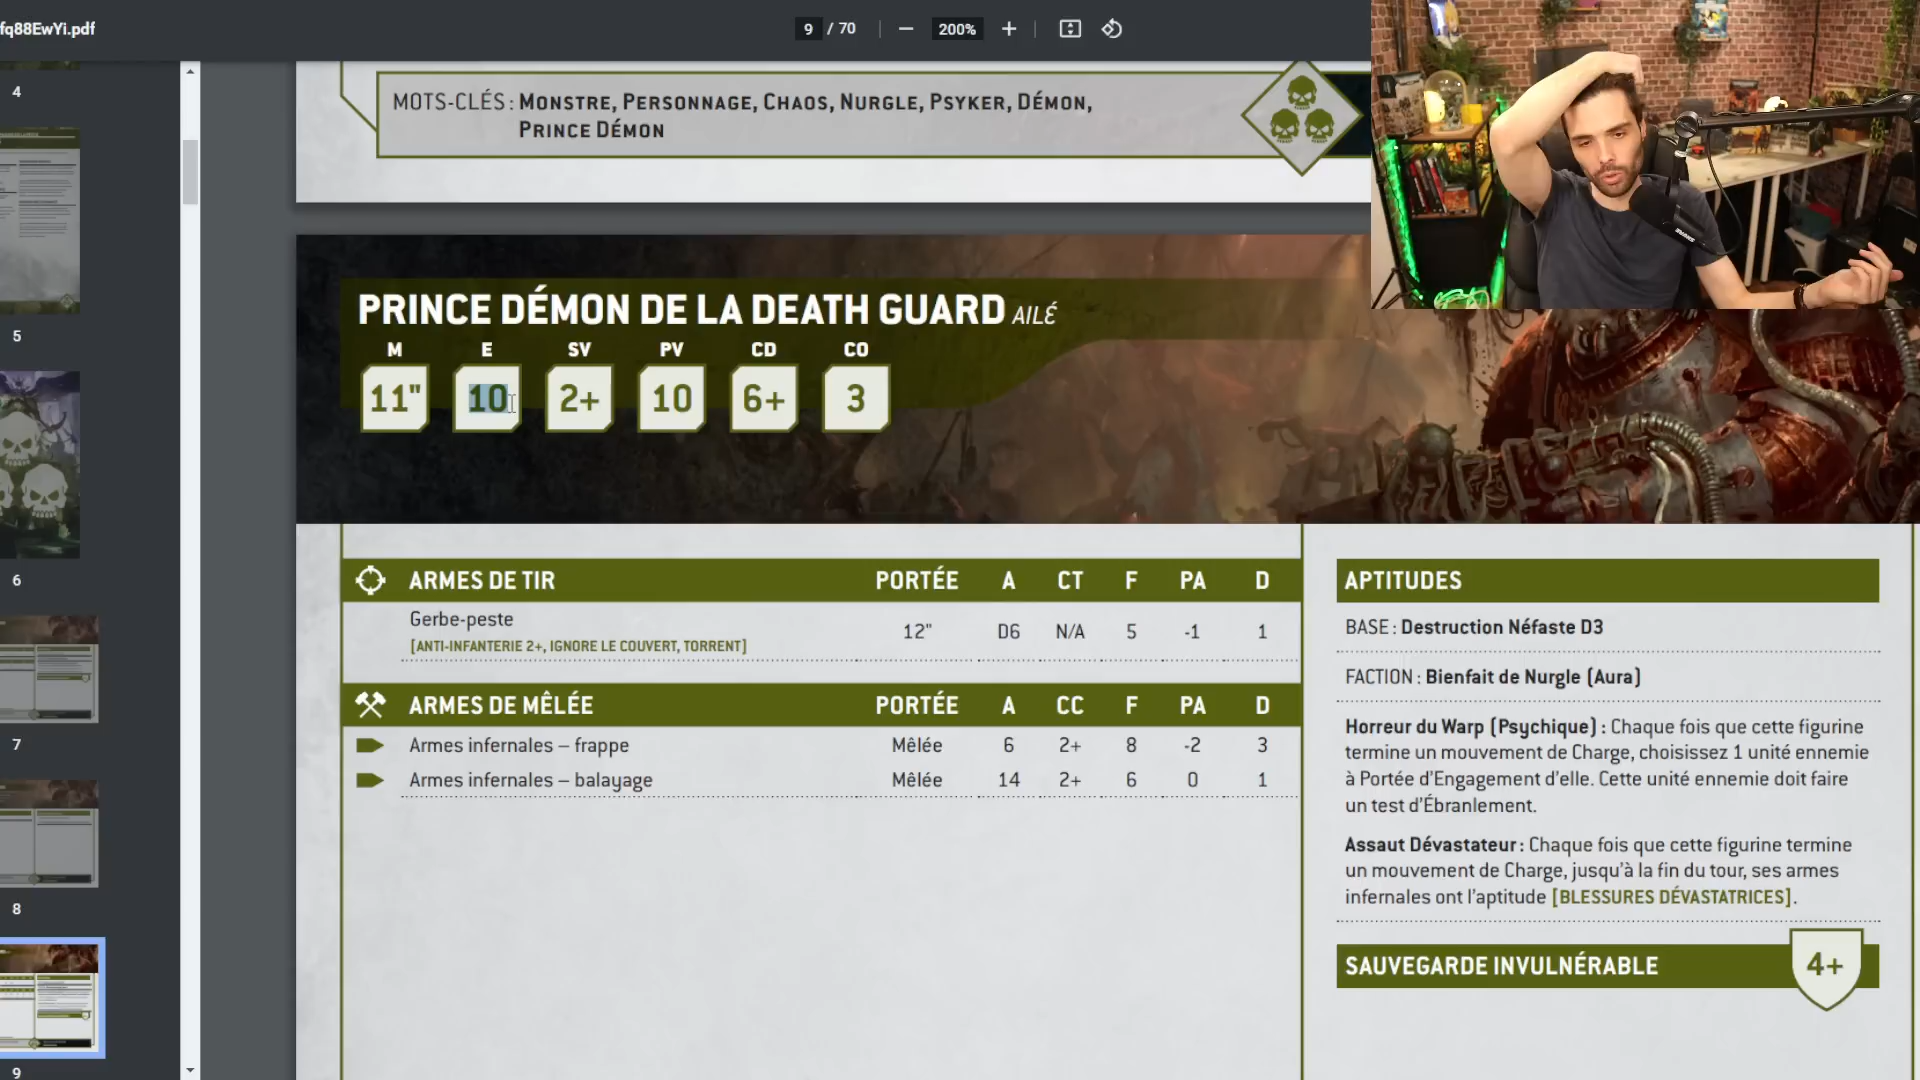 fq88EwYi.pdf
9 / 70
200%
4
5
6
7
8
9
MOTS-CLÉS : MONSTRE, PERSONNAGE, CHAOS, NURGLE, PSYKER, DÉMON,
PRINCE DÉMON
PRINCE DÉMON DE LA DEATH GUARD AILÉ
M E SV PV CD CO
11" 10 2+ 10 6+ 3
ARMES DE TIR PORTÉE A CT F PA D
Gerbe-peste
[ANTI-INFANTERIE 2+, IGNORE LE COUVERT, TORRENT]
12" D6 N/A 5 -1 1
ARMES DE MÊLÉE PORTÉE A CC F PA D
Armes infernales – frappe Mêlée 6 2+ 8 -2 3
Armes infernales – balayage Mêlée 14 2+ 6 0 1
APTITUDES
BASE : Destruction Néfaste D3
FACTION : Bienfait de Nurgle (Aura)
Horreur du Warp (Psychique) : Chaque fois que cette figurine
termine un mouvement de Charge, choisissez 1 unité ennemie
à Portée d'Engagement d'elle. Cette unité ennemie doit faire
un test d'Ébranlement.
Assaut Dévastateur : Chaque fois que cette figurine termine
un mouvement de Charge, jusqu'à la fin du tour, ses armes
infernales ont l'aptitude [BLESSURES DÉVASTATRICES].
SAUVEGARDE INVULNÉRABLE 4+